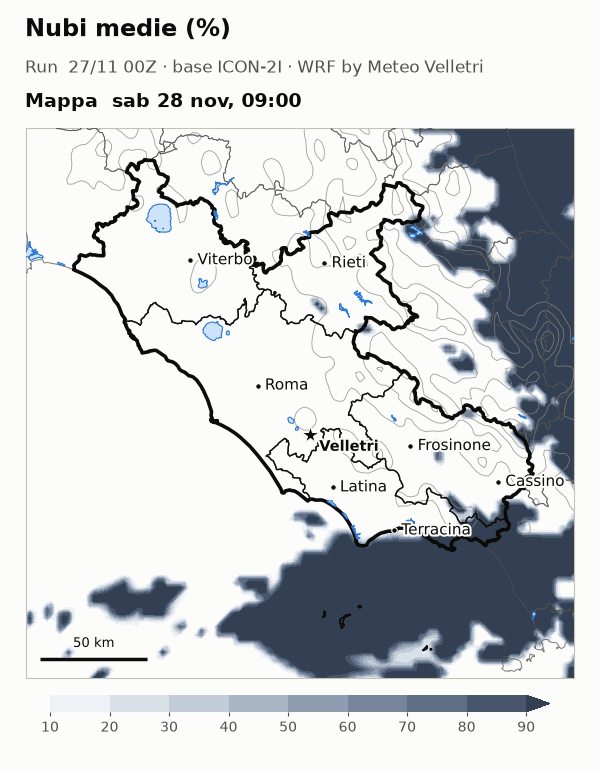 Nubi medie (%)
Run  27/11 00Z · base ICON-2I · WRF by Meteo Velletri
Mappa  sab 28 nov, 09:00
Viterbo
Rieti
Roma
Velletri
Frosinone
Latina
Cassino
Terracina
50 km
10 20 30 40 50 60 70 80 90